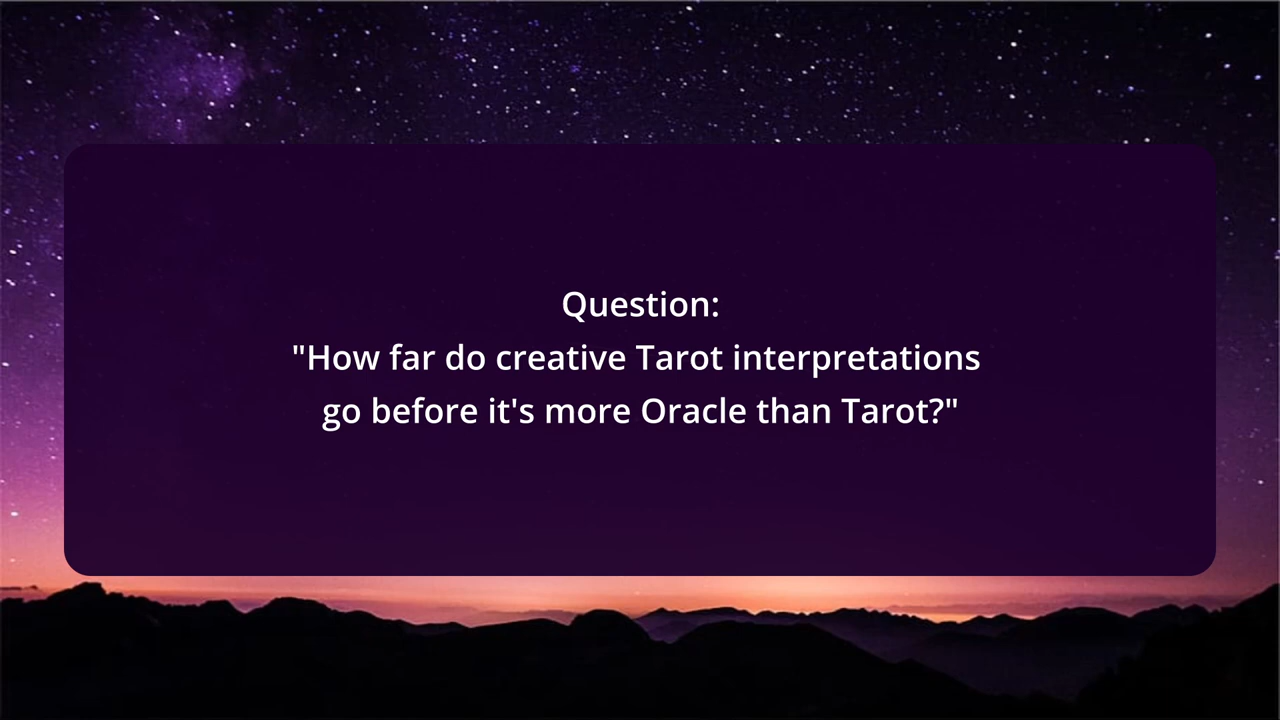 Question:
"How far do creative Tarot interpretations
go before it's more Oracle than Tarot?"